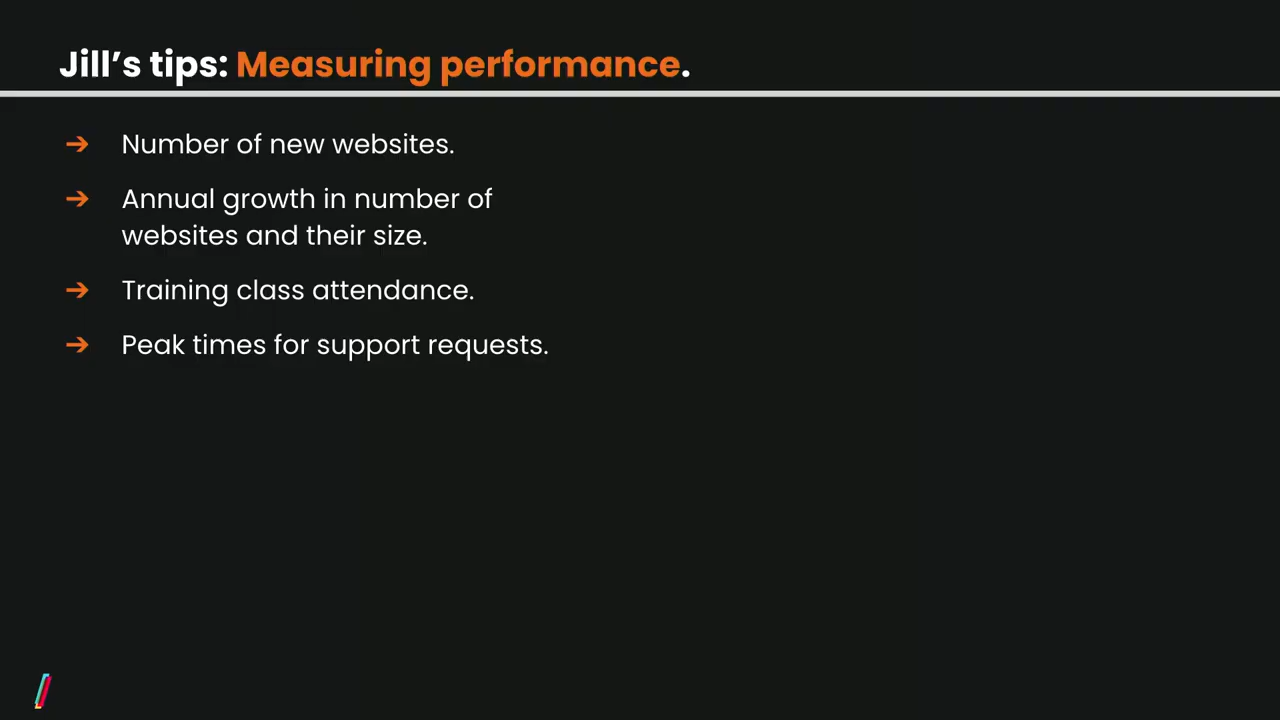 Jill’s tips: Measuring performance.
➔ Number of new websites.
➔ Annual growth in number of
websites and their size.
➔ Training class attendance.
➔ Peak times for support requests.